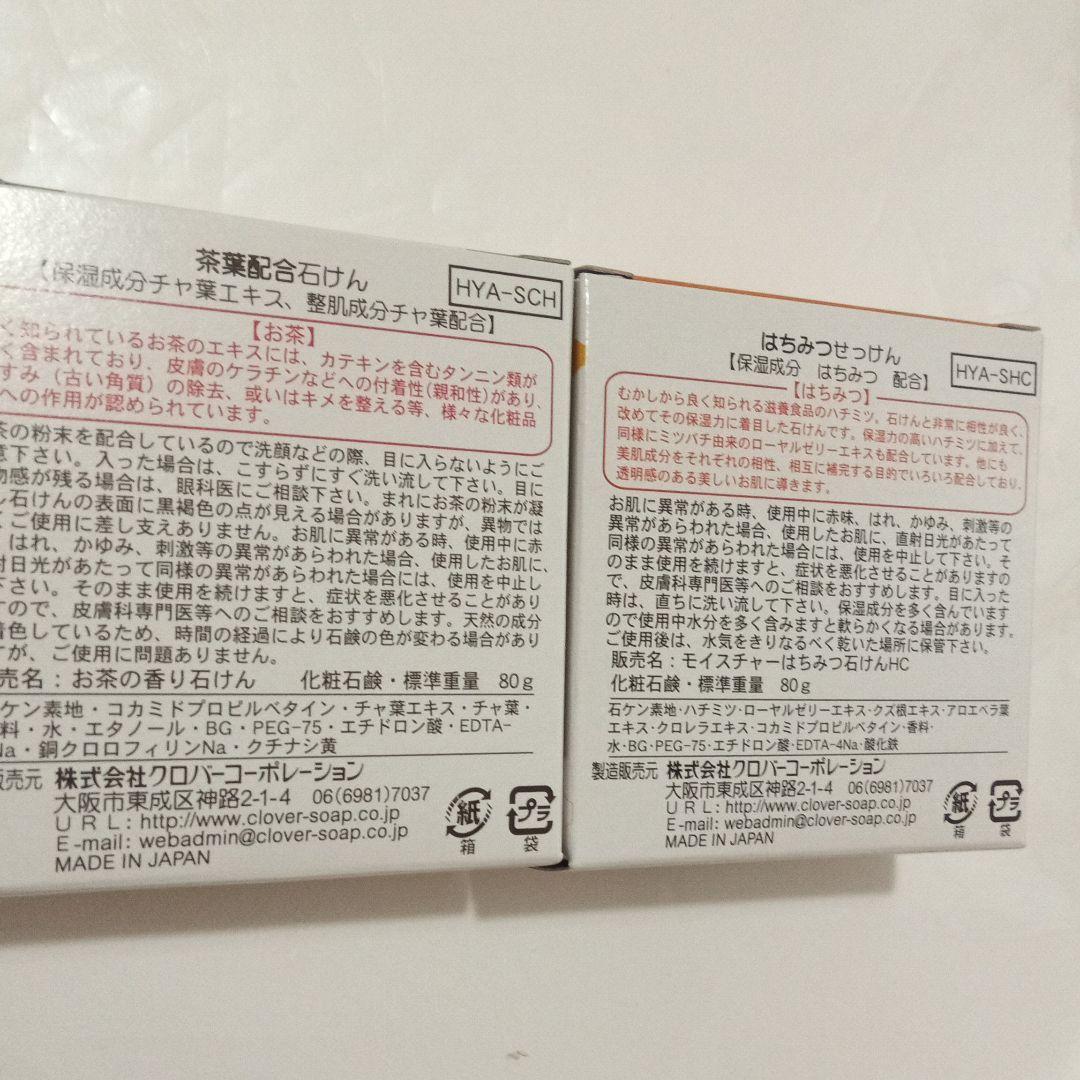 茶葉配合石けん
HYA-SCH
【保湿成分チャ葉エキス、整肌成分チャ葉配合】
【お茶】
く知られているお茶のエキスには、カテキンを含むタンニン類が
く含まれており、皮膚のケラチンなどへの付着性（親和性）があり、
すみ（古い角質）の除去、或いはキメを整える等、様々な化粧品
への作用が認められています。
茶の粉末を配合しているので洗顔などの際、目に入らないようにご
意下さい。入った場合は、こすらずにすぐ洗い流して下さい。目に
物感が残る場合は、眼科医にご相談下さい。まれにお茶の粉末が凝
し石けんの表面に黒褐色の点が見える場合がありますが、異物では
くご使用に差し支えありません。お肌に異常がある時、使用中に赤
、はれ、かゆみ、刺激等の異常があらわれた場合、使用したお肌に、
射日光があたって同様の異常があらわれた場合には、使用を中止し
下さい。そのまま使用を続けますと、症状を悪化させることがあり
すので、皮膚科専門医等へのご相談をおすすめします。天然の成分
着色しているため、時間の経過により石鹸の色が変わる場合があり
すが、ご使用に問題ありません。
売名：お茶の香り石けん 化粧石鹸・標準重量 80g
ケン素地・コカミドプロピルベタイン・チャ葉エキス・チャ葉・
料・水・エタノール・BG・PEG-75・エチドロン酸・EDTA-
Na・銅クロロフィリンNa・クチナシ黄
販売元 株式会社クロバーコーポレーション
大阪市東成区神路2-1-4 06(6981)7037
URL: http://www.clover-soap.co.jp
E-mail: webadmin@clover-soap.co.jp
MADE IN JAPAN
紙
箱
プラ
袋
はちみつせっけん
HYA-SHC
【保湿成分 はちみつ 配合】
【はちみつ】
むかしから良く知られる滋養食品のハチミツ。石けんと非常に相性が良く、
改めてその保湿力に着目した石けんです。保湿力の高いハチミツに加えて、
同様にミツバチ由来のローヤルゼリーエキスも配合しています。他にも
美肌成分をそれぞれの相性、相互に補完する目的でいろいろ配合しており、
透明感のある美しいお肌に導きます。
お肌に異常がある時、使用中に赤味、はれ、かゆみ、刺激等の
異常があらわれた場合、使用したお肌に、直射日光があたって
同様の異常があらわれた場合には、使用を中止して下さい。そ
のまま使用を続けますと、症状を悪化させることがありますの
で、皮膚科専門医等へのご相談をおすすめします。目に入った
時は、直ちに洗い流して下さい。保湿成分を多く含んでいます
ので使用中水分を多く含みますと軟らかくなる場合があります。
ご使用後は、水気をきりなるべく乾いた場所に保管下さい。
販売名：モイスチャーはちみつ石けんHC
化粧石鹸・標準重量 80g
石ケン素地・ハチミツ・ローヤルゼリーエキス・クズ根エキス・アロエベラ葉
エキス・クロレラエキス・コカミドプロピルベタイン・香料・
水・BG・PEG-75・エチドロン酸・EDTA-4Na・酸化鉄
製造販売元 株式会社クロバーコーポレーション
大阪市東成区神路2-1-4 06(6981)7037
URL: http://www.clover-soap.co.jp
E-mail: webadmin@clover-soap.co.jp
MADE IN JAPAN
紙
箱
プラ
袋